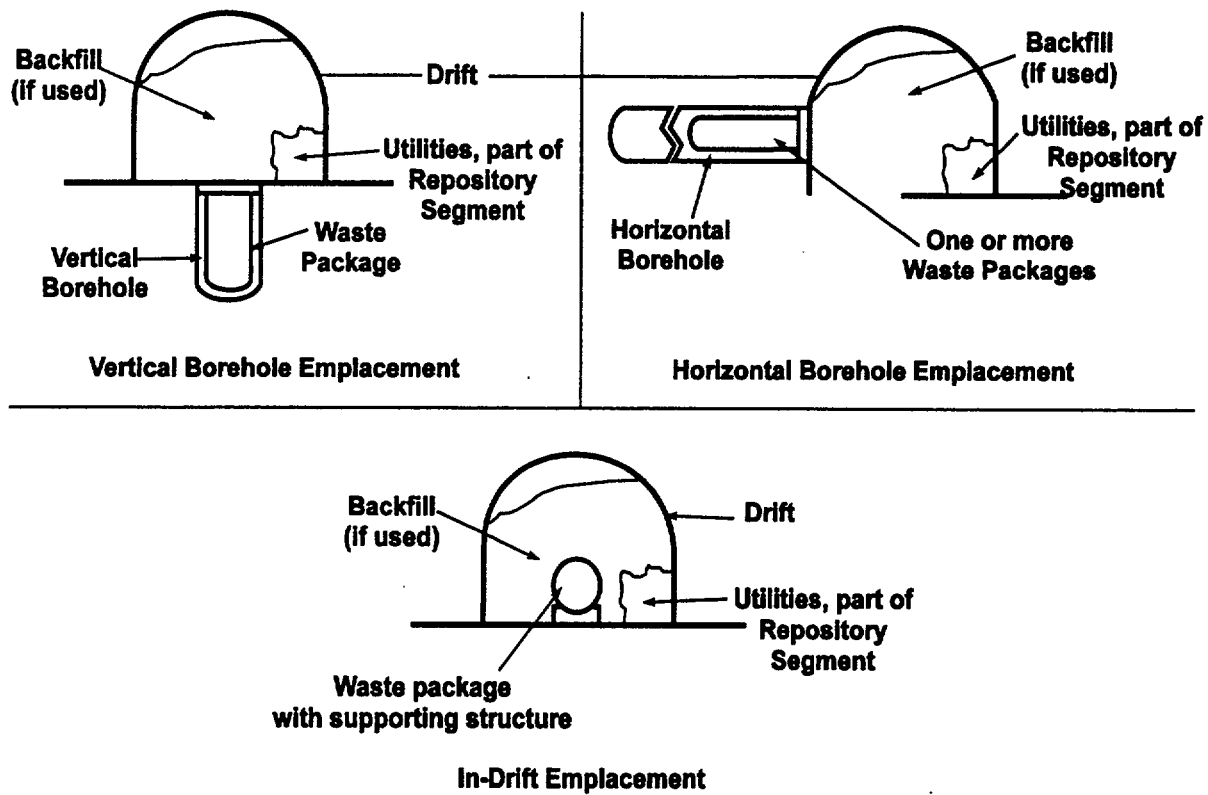 Backfill
(if used)
Drift
Utilities, part of
Repository
Segment
Vertical
Borehole
Waste
Package
Vertical Borehole Emplacement
Backfill
(if used)
Utilities, part of
Repository
Segment
Horizontal
Borehole
One or more
Waste Packages
Horizontal Borehole Emplacement
Backfill
(if used)
Drift
Utilities, part of
Repository
Segment
Waste package
with supporting structure
In-Drift Emplacement